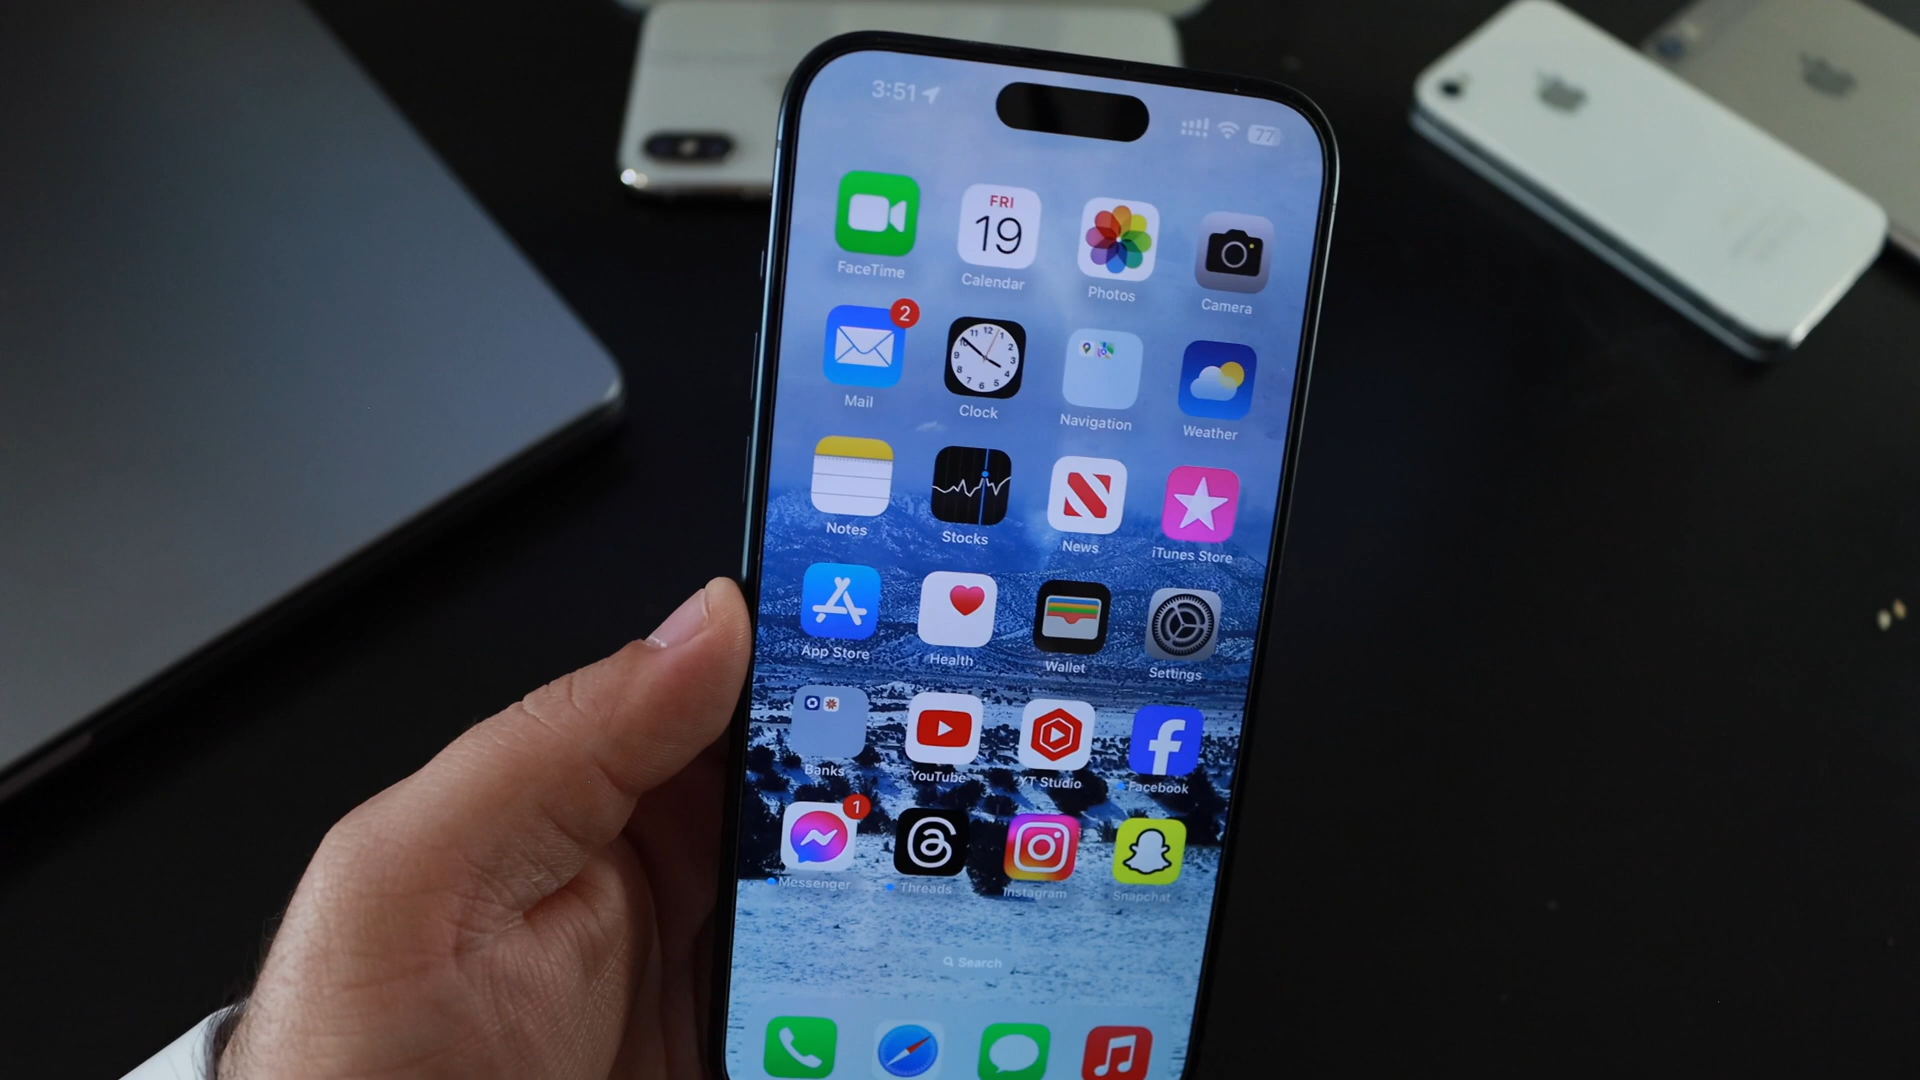 3:51
77
FRI
19
FaceTime
Calendar
Photos
Camera
2
Mail
Clock
Navigation
Weather
Notes
Stocks
News
iTunes Store
App Store
Health
Wallet
Settings
Banks
YouTube
YT Studio
Facebook
1
Messenger
Threads
Instagram
Snapchat
Search